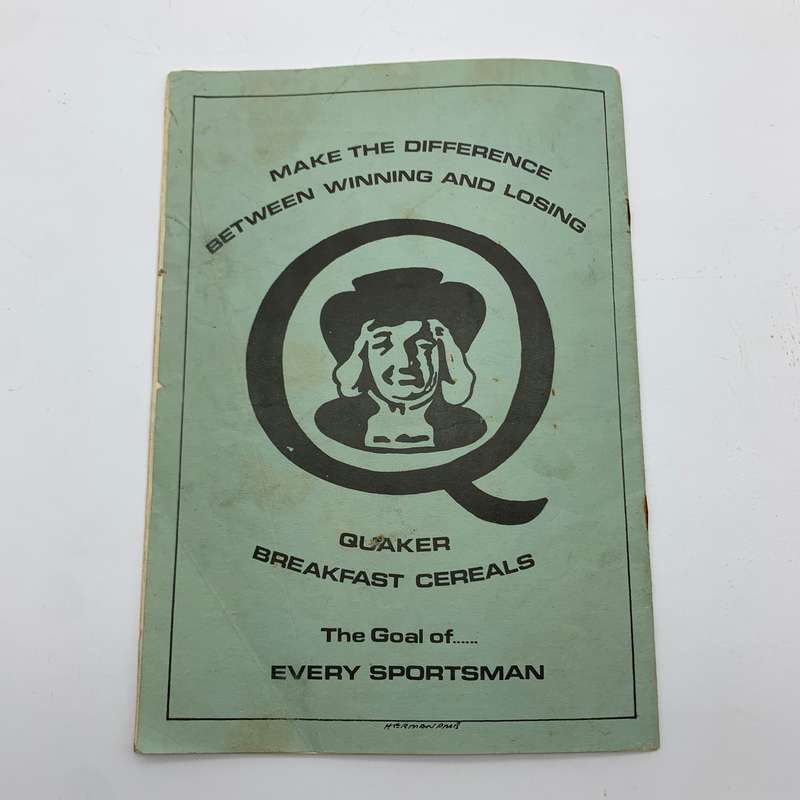 MAKE THE DIFFERENCE
BETWEEN WINNING AND LOSING
QUAKER
BREAKFAST CEREALS
The Goal of......
EVERY SPORTSMAN